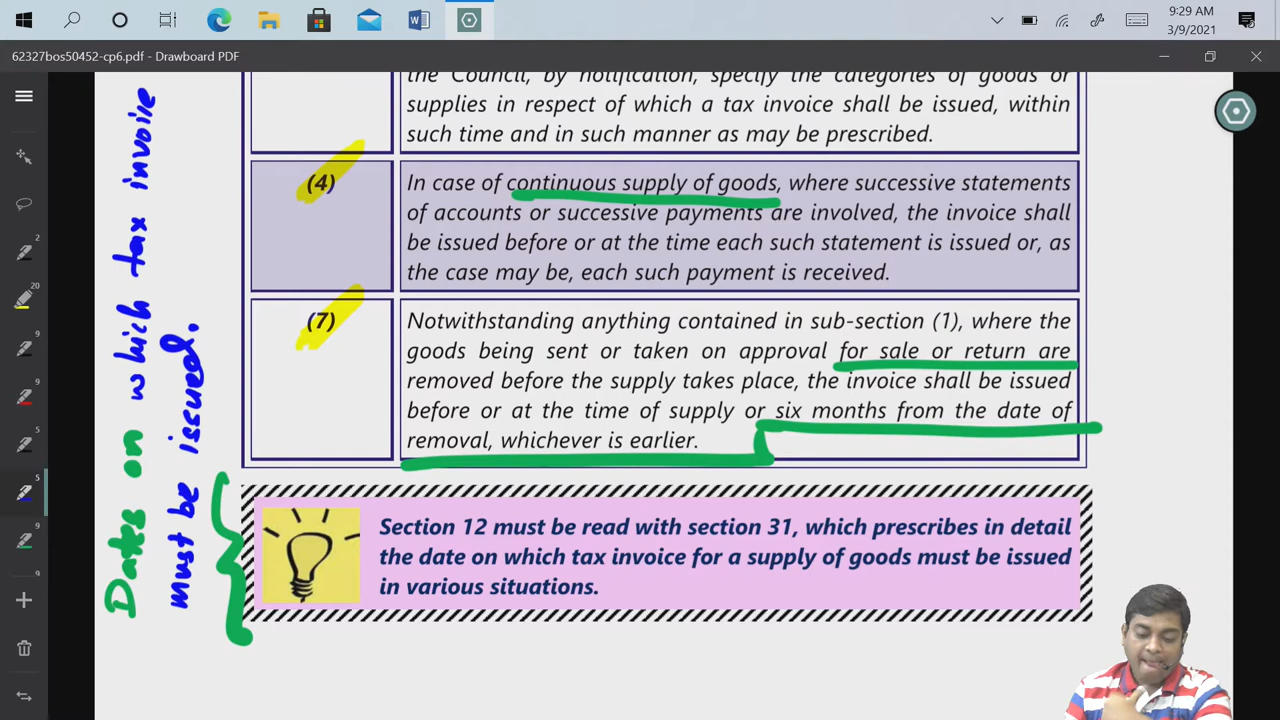 9:29 AM
3/9/2021
62327bos50452-cp6.pdf - Drawboard PDF
the Council, by notification, specify the categories of goods or
supplies in respect of which a tax invoice shall be issued, within
such time and in such manner as may be prescribed.
(4)
In case of continuous supply of goods, where successive statements
of accounts or successive payments are involved, the invoice shall
be issued before or at the time each such statement is issued or, as
the case may be, each such payment is received.
(7)
Notwithstanding anything contained in sub-section (1), where the
goods being sent or taken on approval for sale or return are
removed before the supply takes place, the invoice shall be issued
before or at the time of supply or six months from the date of
removal, whichever is earlier.
Section 12 must be read with section 31, which prescribes in detail
the date on which tax invoice for a supply of goods must be issued
in various situations.
Dates on which tax invoice
must be issued.
2
20
9
9
5
5
9
9